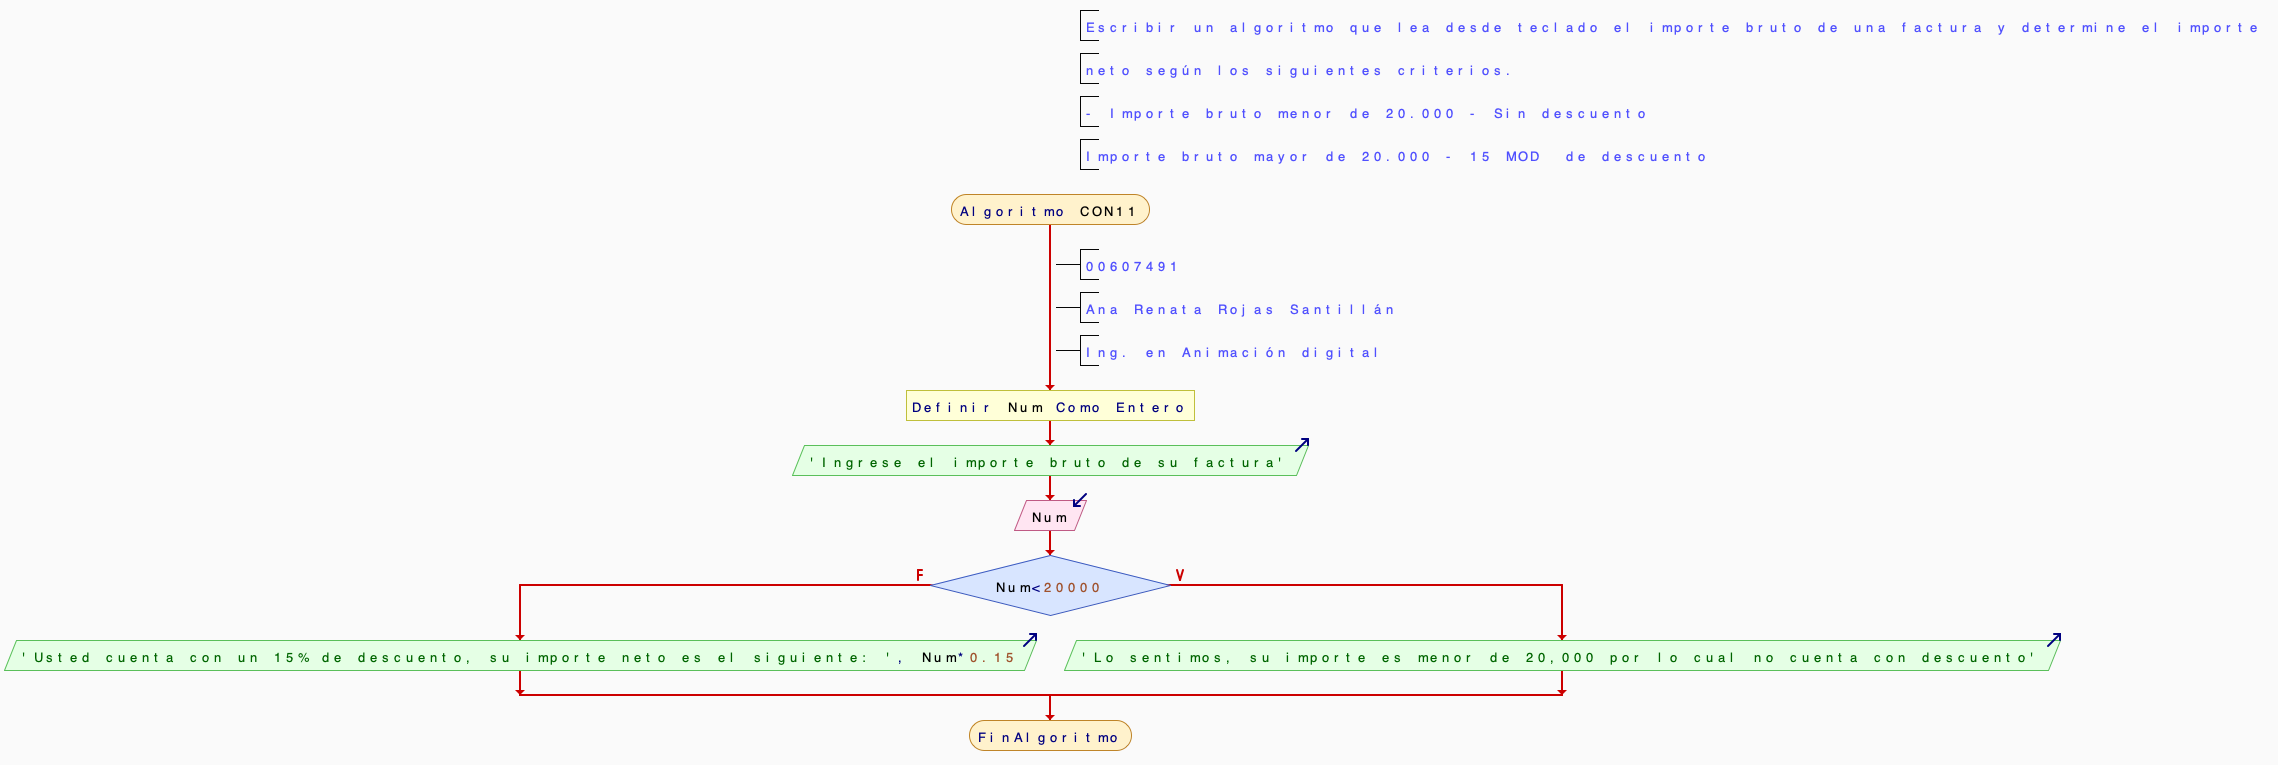 Escribir un algoritmo que lea desde teclado el importe bruto de una factura y determine el importe
neto según los siguientes criterios.
- Importe bruto menor de 20.000 - Sin descuento
Importe bruto mayor de 20.000 - 15 MOD  de descuento
Algoritmo CON11
00607491
Ana Renata Rojas Santillán
Ing. en Animación digital
Definir Num Como Entero
'Ingrese el importe bruto de su factura'
Num
F
V
Num<20000
'Usted cuenta con un 15% de descuento, su importe neto es el siguiente: ', Num*0.15
'Lo sentimos, su importe es menor de 20,000 por lo cual no cuenta con descuento'
FinAlgoritmo